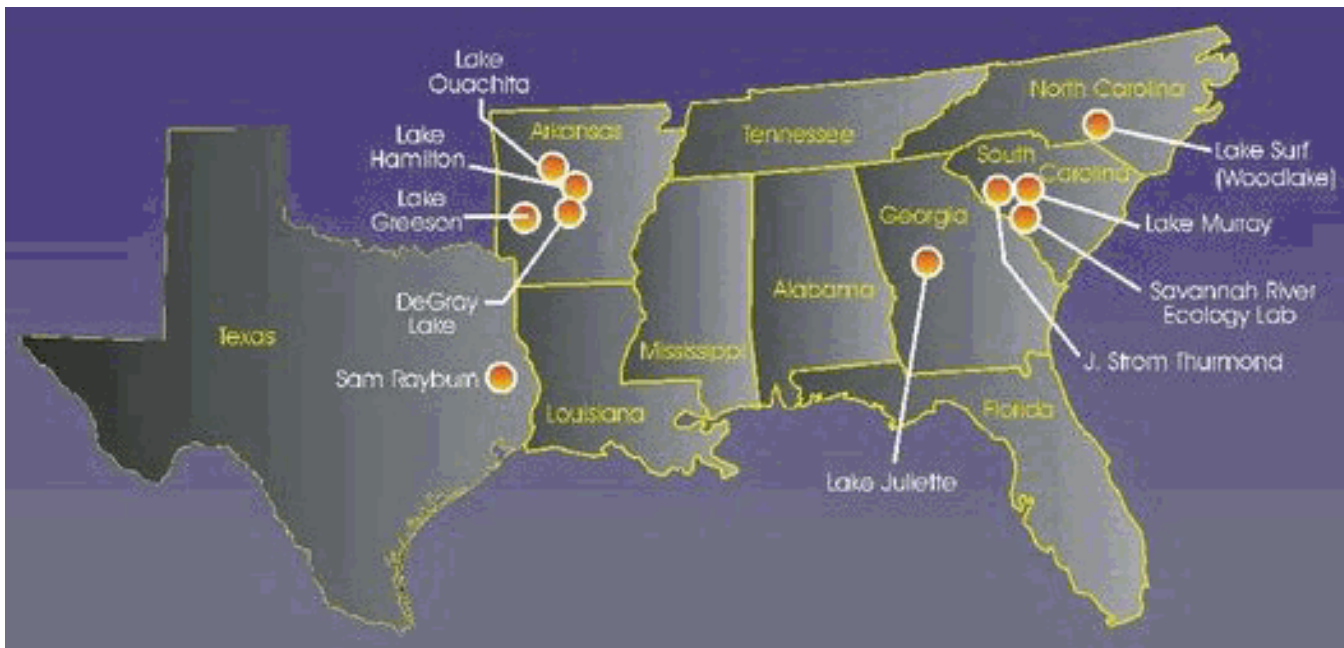 Lake
Ouachita
Lake
Hamilton
Lake
Greeson
DeGray
Lake
Sam Rayburn
Texas
Arkansas
Louisiana
Mississippi
Tennessee
Alabama
Georgia
Florida
North Carolina
South
Carolina
Lake Surf
(Woodlake)
Lake Murray
Savannah River
Ecology Lab
J. Strom Thurmond
Lake Juliette